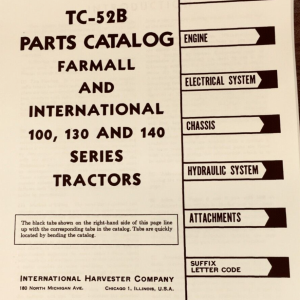 TC-52B
PARTS CATALOG
FARMALL
AND
INTERNATIONAL
100, 130 AND 140
SERIES
TRACTORS
The black tabs shown on the right-hand side of this page line
up with the corresponding tabs in the catalog. Tabs are quickly
located by bending the catalog.
INTERNATIONAL HARVESTER COMPANY
180 NORTH MICHIGAN AVE. CHICAGO 1, ILLINOIS, U.S.A.
ENGINE
ELECTRICAL SYSTEM
CHASSIS
HYDRAULIC SYSTEM
ATTACHMENTS
SUFFIX
LETTER CODE